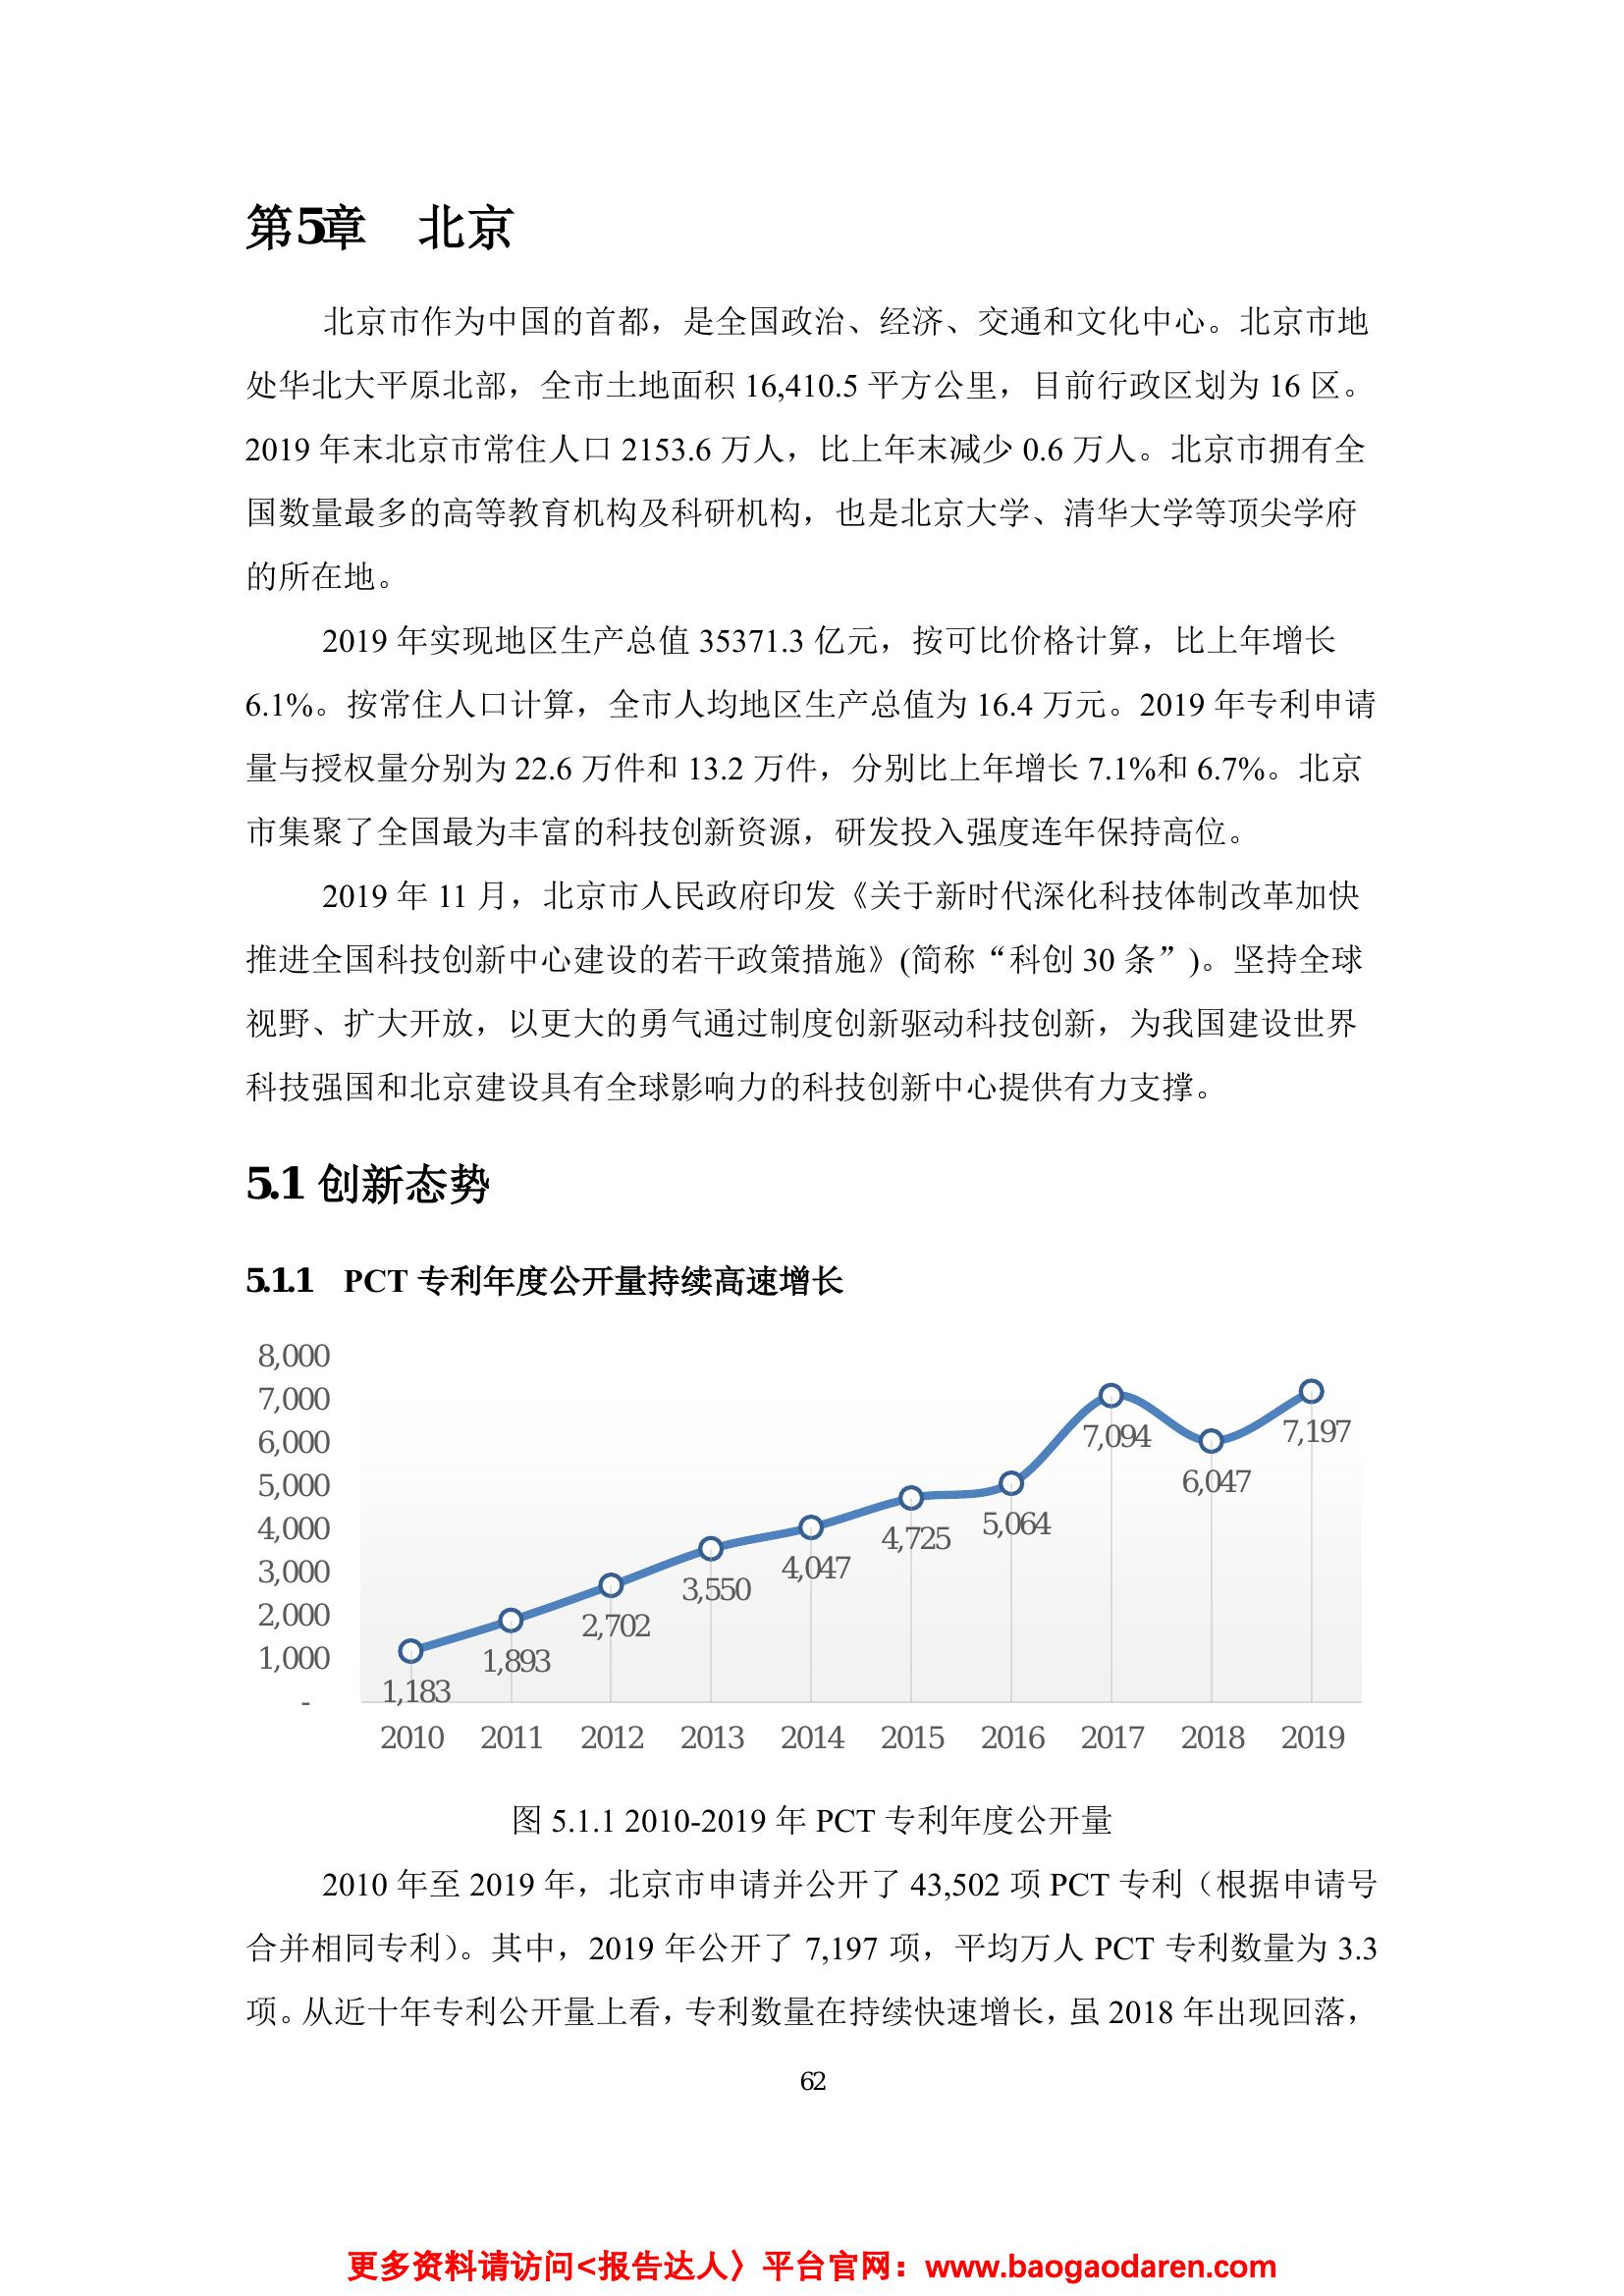 第5章 北京
北京市作为中国的首都，是全国政治、经济、交通和文化中心。北京市地
处华北大平原北部，全市土地面积 16,410.5 平方公里，目前行政区划为 16 区。
2019 年末北京市常住人口 2153.6 万人，比上年末减少 0.6 万人。北京市拥有全
国数量最多的高等教育机构及科研机构，也是北京大学、清华大学等顶尖学府
的所在地。
2019 年实现地区生产总值 35371.3 亿元，按可比价格计算，比上年增长
6.1%。按常住人口计算，全市人均地区生产总值为 16.4 万元。2019 年专利申请
量与授权量分别为 22.6 万件和 13.2 万件，分别比上年增长 7.1%和 6.7%。北京
市集聚了全国最为丰富的科技创新资源，研发投入强度连年保持高位。
2019 年 11 月，北京市人民政府印发《关于新时代深化科技体制改革加快
推进全国科技创新中心建设的若干政策措施》(简称“科创 30 条”)。坚持全球
视野、扩大开放，以更大的勇气通过制度创新驱动科技创新，为我国建设世界
科技强国和北京建设具有全球影响力的科技创新中心提供有力支撑。
5.1 创新态势
5.1.1 PCT 专利年度公开量持续高速增长
8,000
7,000
6,000
5,000
4,000
3,000
2,000
1,000
-
1,183
1,893
2,702
3,550
4,047
4,725
5,064
7,094
6,047
7,197
2010 2011 2012 2013 2014 2015 2016 2017 2018 2019
图 5.1.1 2010-2019 年 PCT 专利年度公开量
2010 年至 2019 年，北京市申请并公开了 43,502 项 PCT 专利（根据申请号
合并相同专利）。其中，2019 年公开了 7,197 项，平均万人 PCT 专利数量为 3.3
项。从近十年专利公开量上看，专利数量在持续快速增长，虽 2018 年出现回落，
62
更多资料请访问<报告达人〉平台官网：www.baogaodaren.com